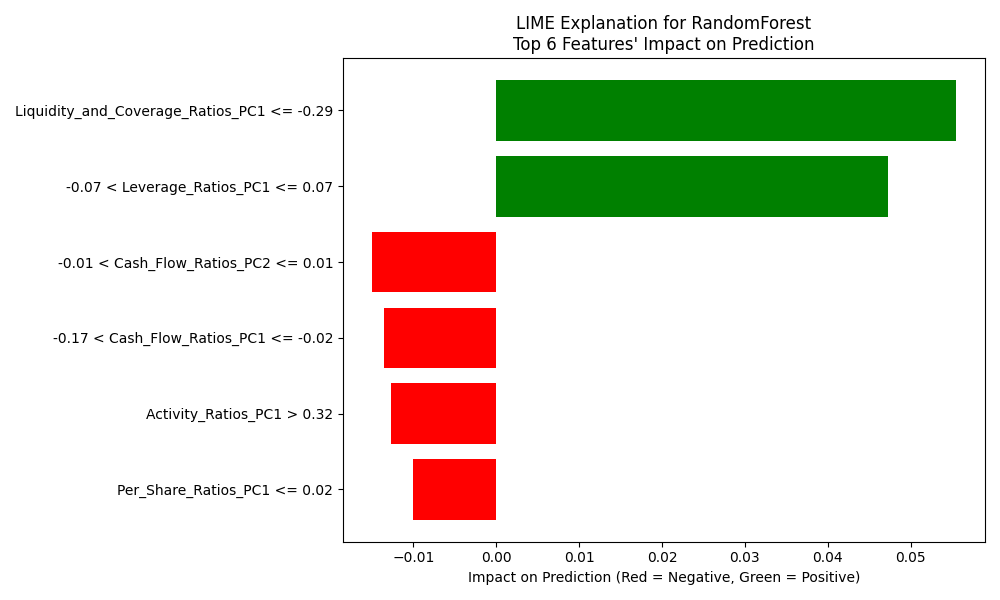 LIME Explanation for RandomForest
Top 6 Features' Impact on Prediction
Liquidity_and_Coverage_Ratios_PC1 <= -0.29
-0.07 < Leverage_Ratios_PC1 <= 0.07
-0.01 < Cash_Flow_Ratios_PC2 <= 0.01
-0.17 < Cash_Flow_Ratios_PC1 <= -0.02
Activity_Ratios_PC1 > 0.32
Per_Share_Ratios_PC1 <= 0.02
−0.01 0.00 0.01 0.02 0.03 0.04 0.05
Impact on Prediction (Red = Negative, Green = Positive)